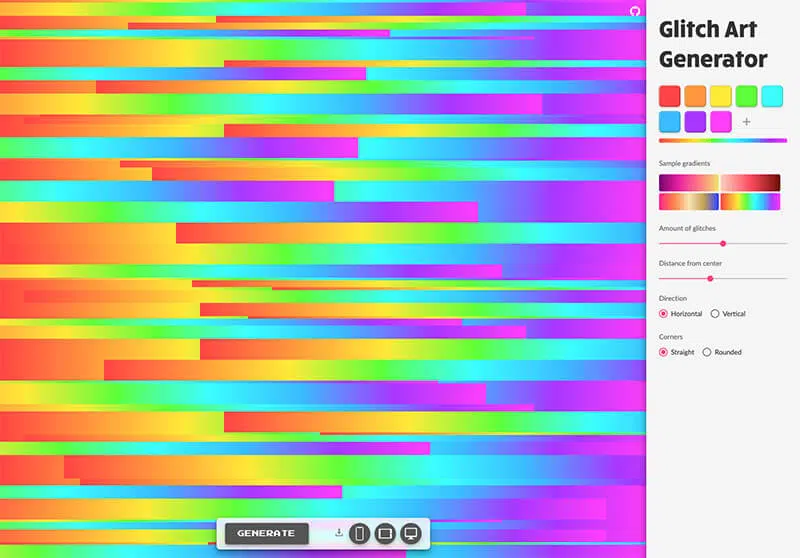 Glitch Art
Generator
+
Sample gradients
Amount of glitches
Distance from center
Direction
Horizontal Vertical
Corners
Straight Rounded
GENERATE